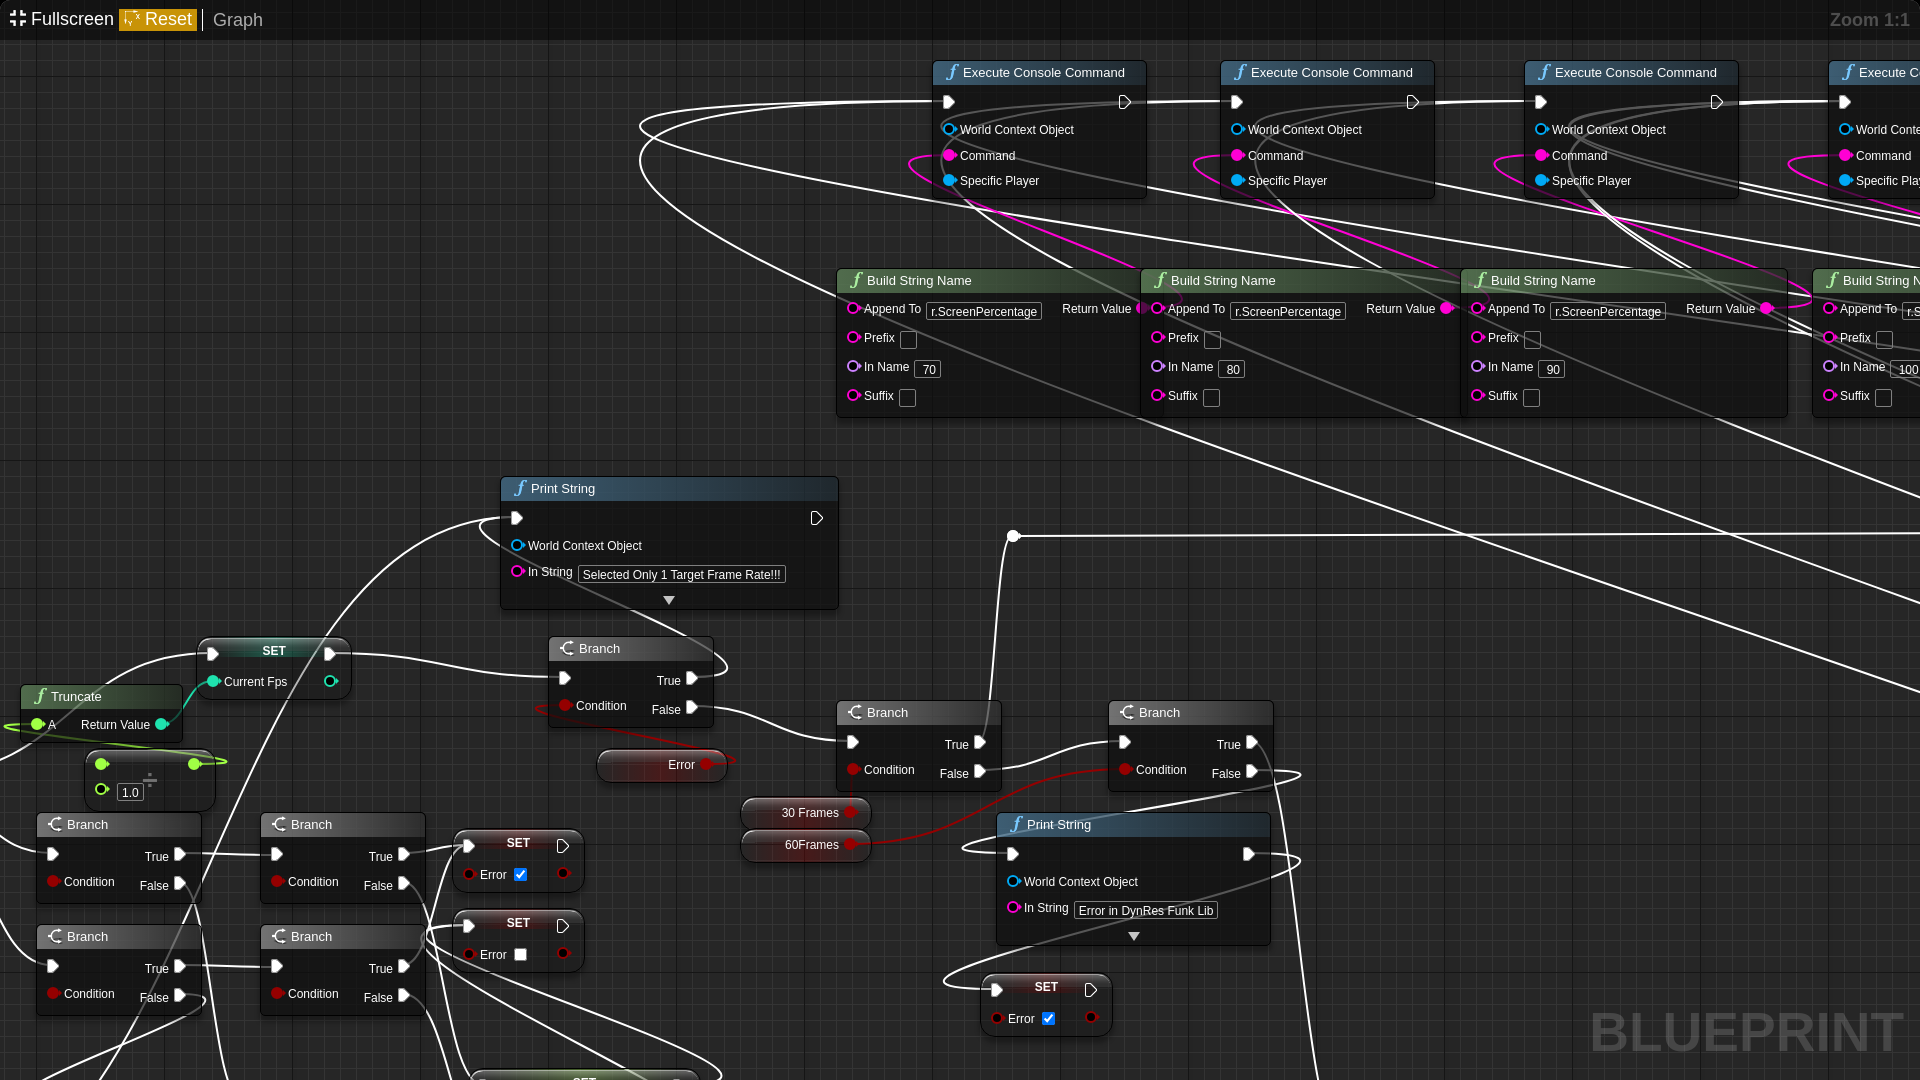 Fullscreen Reset Graph Zoom 1:1
Execute Console Command
World Context Object
Command
Specific Player
Execute Console Command
World Context Object
Command
Specific Player
Execute Console Command
World Context Object
Command
Specific Player
Execute C
World Conte
Command
Specific Play
Build String Name
Append To r.ScreenPercentage Return Value
Prefix
In Name 70
Suffix
Build String Name
Append To r.ScreenPercentage Return Value
Prefix
In Name 80
Suffix
Build String Name
Append To r.ScreenPercentage Return Value
Prefix
In Name 90
Suffix
Build String N
Append To r.S
Prefix
In Name 100
Suffix
Print String
World Context Object
In String Selected Only 1 Target Frame Rate!!!
SET
Current Fps
Truncate
A Return Value
1.0
Branch
True
Condition False
Error
Branch
True
Condition False
Branch
True
Condition False
30 Frames
60Frames
Branch
True
Condition False
Branch
True
Condition False
SET
Error
SET
Error
Branch
True
Condition False
Branch
True
Condition False
Print String
World Context Object
In String Error in DynRes Funk Lib
SET
Error
SET
BLUEPRINT